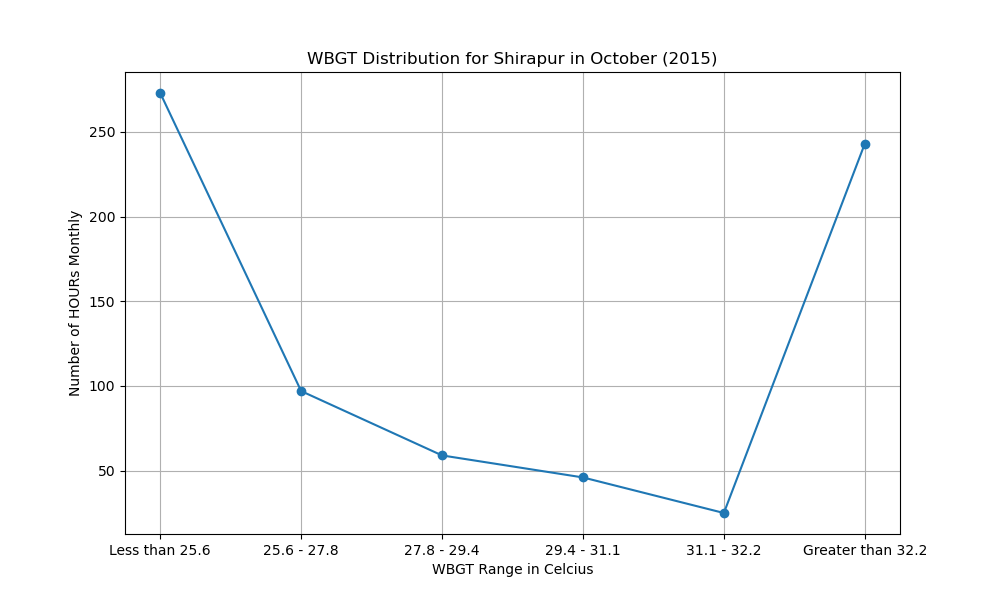 WBGT Distribution for Shirapur in October (2015)
Number of HOURs Monthly
250
200
150
100
50
Less than 25.6
25.6 - 27.8
27.8 - 29.4
29.4 - 31.1
31.1 - 32.2
Greater than 32.2
WBGT Range in Celcius